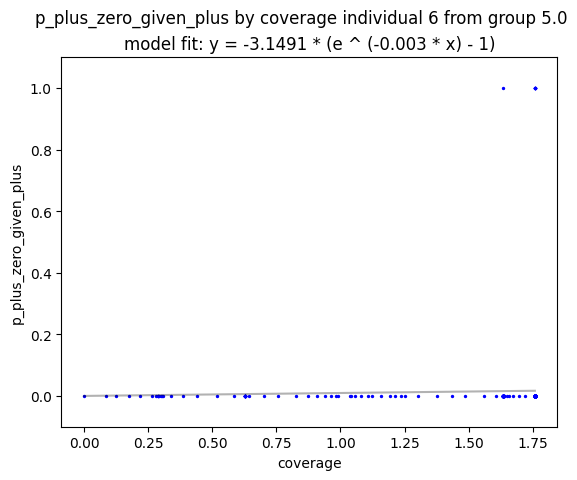 p_plus_zero_given_plus by coverage individual 6 from group 5.0
model fit: y = -3.1491 * (e ^ (-0.003 * x) - 1)
1.0
0.8
0.6
0.4
0.2
0.0
p_plus_zero_given_plus
0.00 0.25 0.50 0.75 1.00 1.25 1.50 1.75
coverage